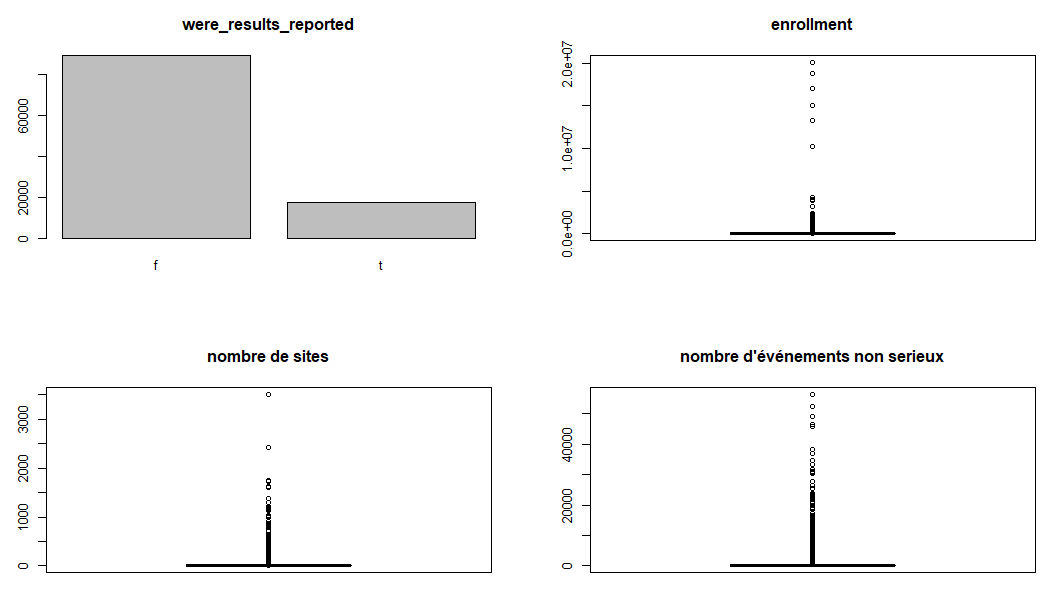 were_results_reported
60000
20000
0
f
t
enrollment
2.0e+07
1.0e+07
0.0e+00
nombre de sites
3000
2000
1000
0
nombre d'événements non serieux
40000
20000
0